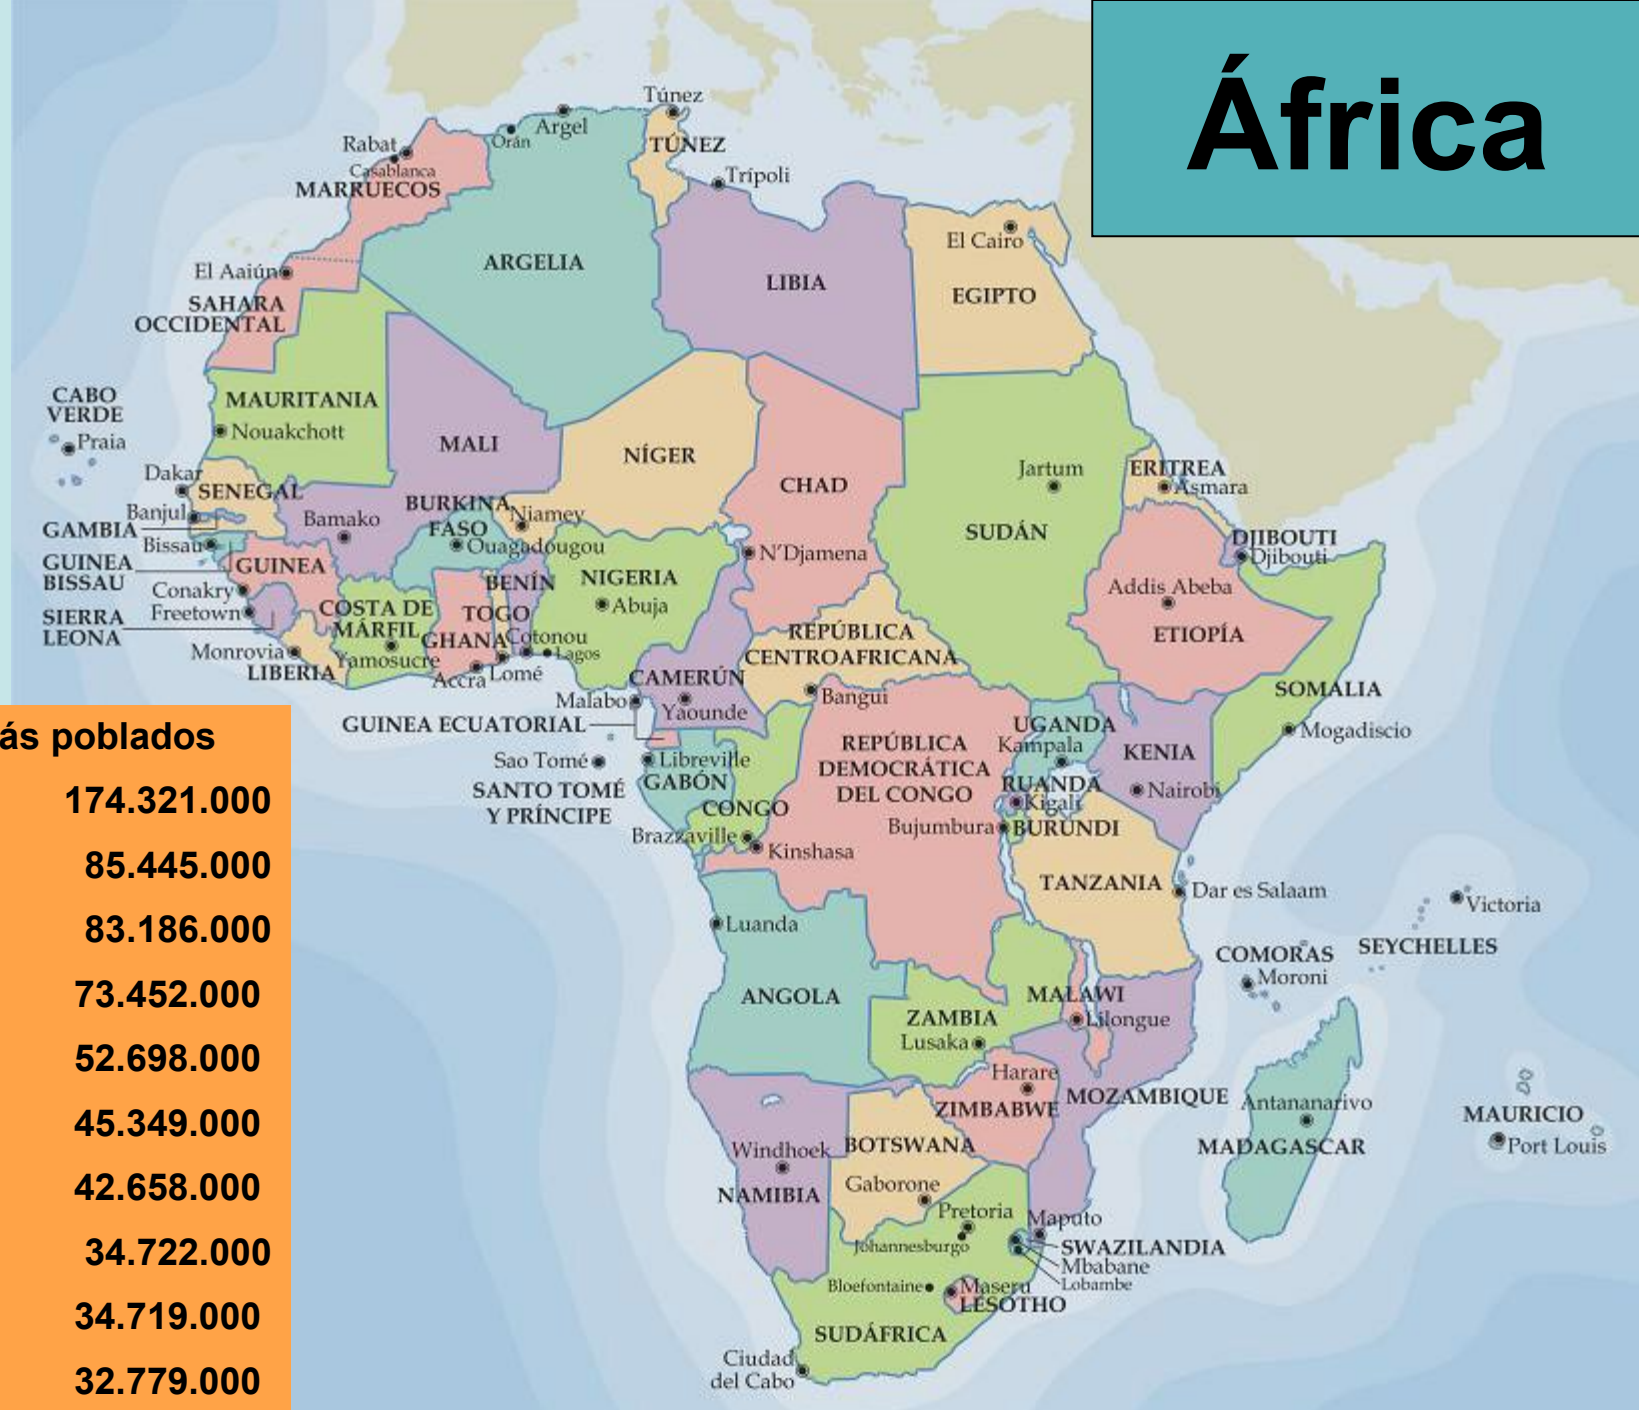 África
Túnez
Argel
Orán
TÚNEZ
Rabat
Casablanca
MARRUECOS
Trípoli
El Cairo
ARGELIA
LIBIA
EGIPTO
El Aaiún
SAHARA
OCCIDENTAL
CABO
VERDE
Praia
MAURITANIA
Nouakchott
MALI
NÍGER
CHAD
Jartum
SUDÁN
ERITREA
Asmara
Dakar
SENEGAL
Banjul
GAMBIA
Bissau
GUINEA
BISSAU
Bamako
BURKINA
FASO
Niamey
Ouagadougou
N'Djamena
DJIBOUTI
Djibouti
GUINEA
Conakry
Freetown
SIERRA
LEONA
COSTA DE
MÁRFIL
Yamosucre
BENÍN
TOGO
GHANA
Cotonou
Lagos
NIGERIA
Abuja
Addis Abeba
ETIOPÍA
Monrovia
LIBERIA
Accra
Lomé
REPÚBLICA
CENTROAFRICANA
Bangui
CAMERÚN
Yaounde
Malabo
GUINEA ECUATORIAL
SOMALIA
Mogadiscio
Sao Tomé
SANTO TOMÉ
Y PRÍNCIPE
Libreville
GABÓN
CONGO
Brazzaville
Kinshasa
REPÚBLICA
DEMOCRÁTICA
DEL CONGO
UGANDA
Kampala
KENIA
Nairobi
RUANDA
Kigali
Bujumbura
BURUNDI
TANZANIA
Dar es Salaam
Victoria
SEYCHELLES
COMORAS
Moroni
Luanda
ANGOLA
ZAMBIA
Lusaka
MALAWI
Lilongue
Harare
ZIMBABWE
MOZAMBIQUE
Antananarivo
MADAGASCAR
MAURICIO
Port Louis
Windhoek
NAMIBIA
BOTSWANA
Gaborone
Pretoria
Johannesburgo
Maputo
SWAZILANDIA
Mbabane
Lobambe
Bloefontaine
Maseru
LESOTHO
SUDÁFRICA
Ciudad
del Cabo
ás poblados
174.321.000
85.445.000
83.186.000
73.452.000
52.698.000
45.349.000
42.658.000
34.722.000
34.719.000
32.779.000